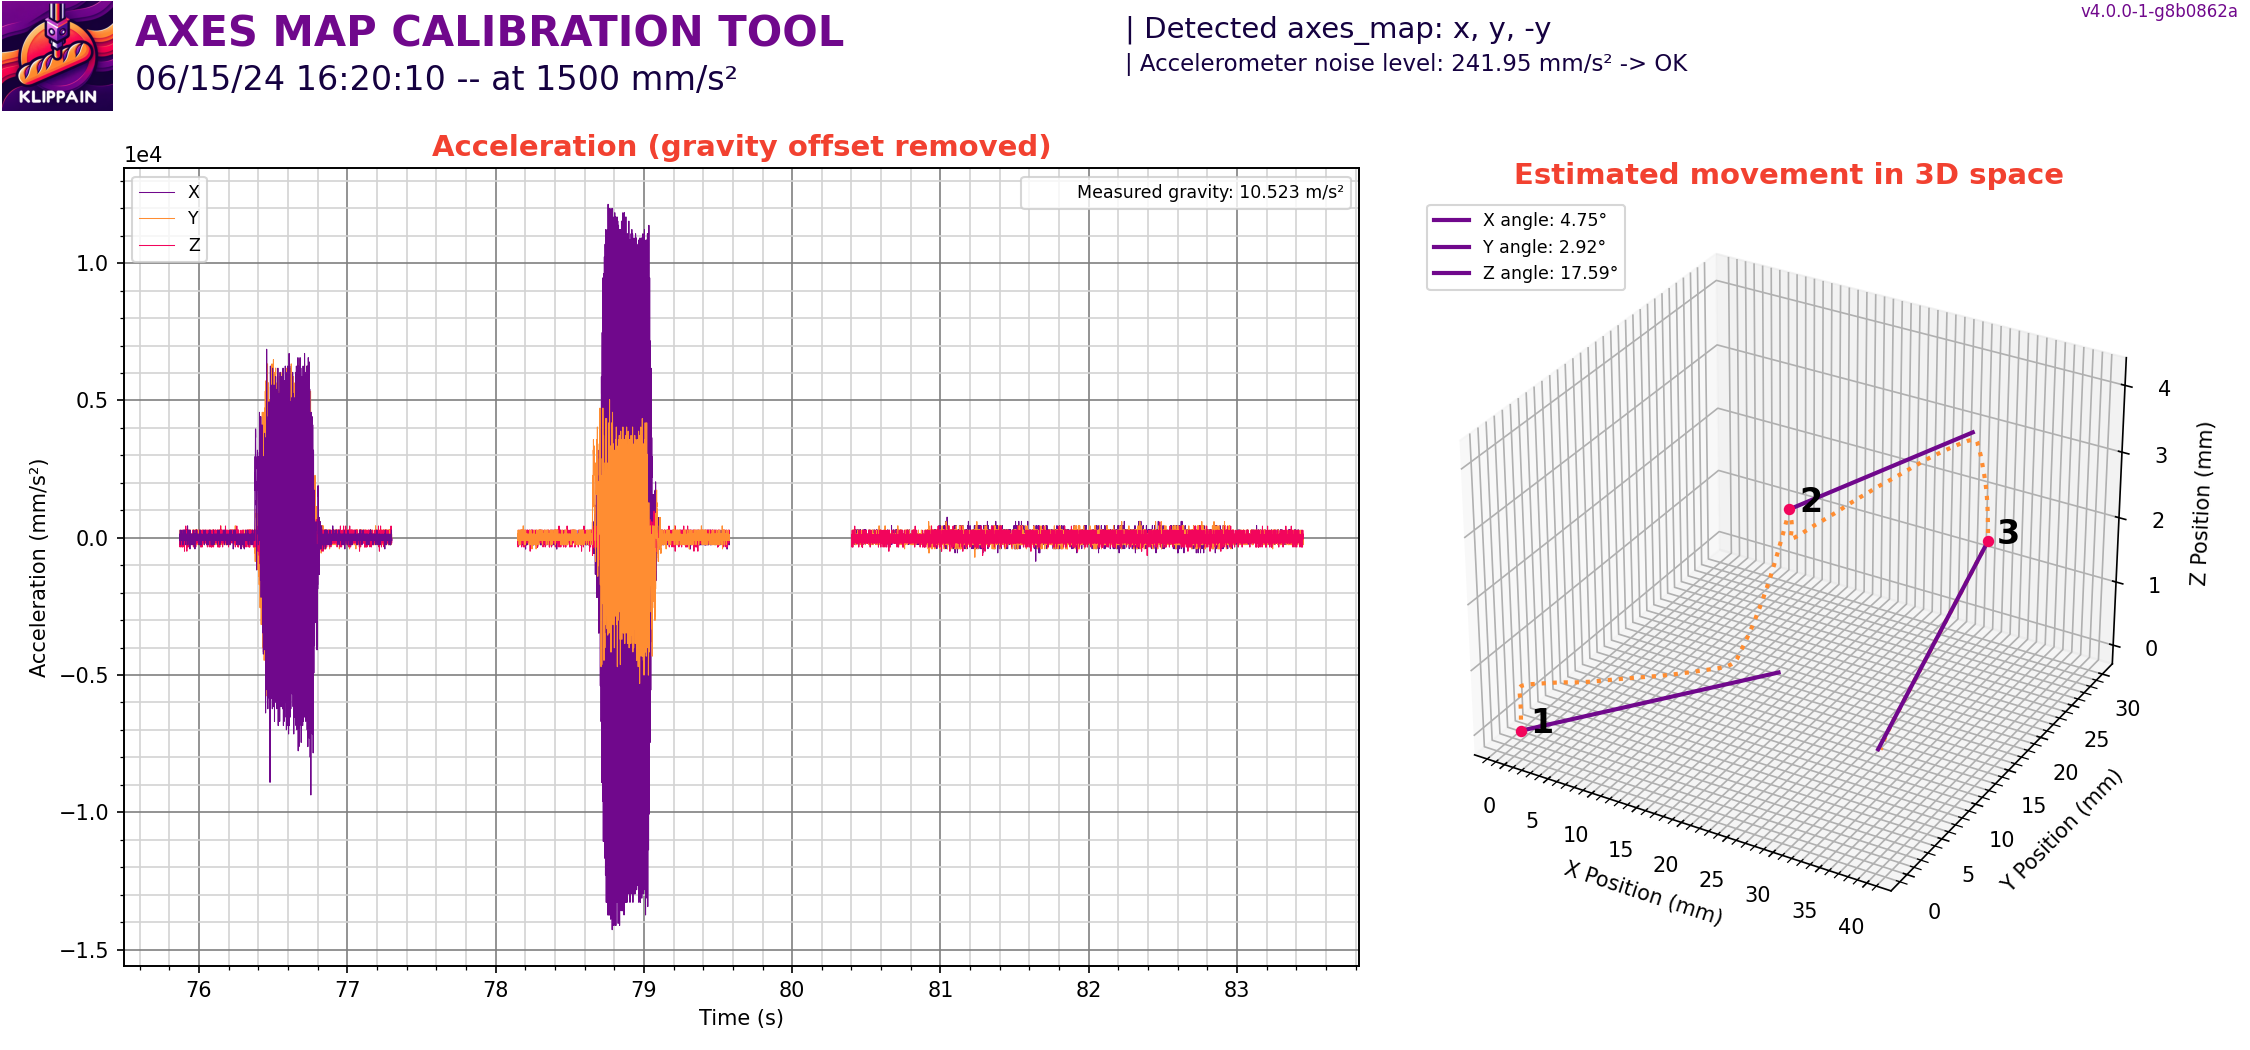 KLIPPAIN
AXES MAP CALIBRATION TOOL
06/15/24 16:20:10 -- at 1500 mm/s²
| Detected axes_map: x, y, -y
| Accelerometer noise level: 241.95 mm/s² -> OK
v4.0.0-1-g8b0862a
Acceleration (gravity offset removed)
1e4
X
Y
Z
Measured gravity: 10.523 m/s²
1.0
0.5
0.0
−0.5
−1.0
−1.5
Acceleration (mm/s²)
76 77 78 79 80 81 82 83
Time (s)
Estimated movement in 3D space
X angle: 4.75°
Y angle: 2.92°
Z angle: 17.59°
1
2
3
0 5 10 15 20 25 30 35 40
X Position (mm)
0 5 10 15 20 25 30
Y Position (mm)
4
3
2
1
0
Z Position (mm)